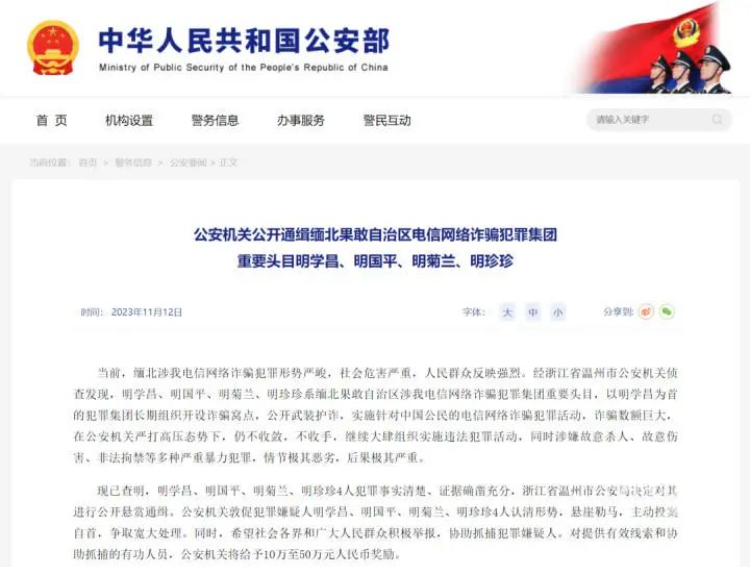 中华人民共和国公安部
Ministry of Public Security of the People's Republic of China
首 页 机构设置 警务信息 办事服务 警民互动 请输入关键字
当前位置： 首页 > 警务信息 > 公安要闻 > 正文
公安机关公开通缉缅北果敢自治区电信网络诈骗犯罪集团
重要头目明学昌、明国平、明菊兰、明珍珍
时间： 2023年11月12日 字体： 大 中 小 分享到:
当前，缅北涉我电信网络诈骗犯罪形势严峻，社会危害严重，人民群众反映强烈。经浙江省温州市公安机关侦
查发现，明学昌、明国平、明菊兰、明珍珍系缅北果敢自治区涉我电信网络诈骗犯罪集团重要头目，以明学昌为首
的犯罪集团长期组织开设诈骗窝点，公开武装护诈，实施针对中国公民的电信网络诈骗犯罪活动，诈骗数额巨大，
在公安机关严打高压态势下，仍不收敛，不收手，继续大肆组织实施违法犯罪活动，同时涉嫌故意杀人、故意伤
害、非法拘禁等多种严重暴力犯罪，情节极其恶劣，后果极其严重。
现已查明，明学昌、明国平、明菊兰、明珍珍4人犯罪事实清楚、证据确凿充分，浙江省温州市公安局决定对其
进行公开悬赏通缉。公安机关敦促犯罪嫌疑人明学昌、明国平、明菊兰、明珍珍4人认清形势，悬崖勒马，主动投案
自首，争取宽大处理。同时，希望社会各界和广大人民群众积极举报，协助抓捕犯罪嫌疑人。对提供有效线索和协
助抓捕的有功人员，公安机关将给予10万至50万元人民币奖励。